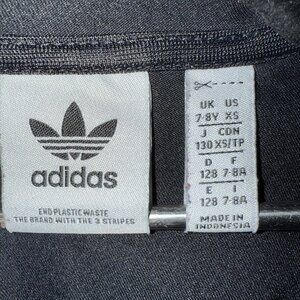 adidas
END PLASTIC WASTE
THE BRAND WITH THE 3 STRIPES
UK US
7-8Y XS
J CDN
130 XS/TP
D F
128 7-8A
E I
128 7-8A
MADE IN
INDONESIA